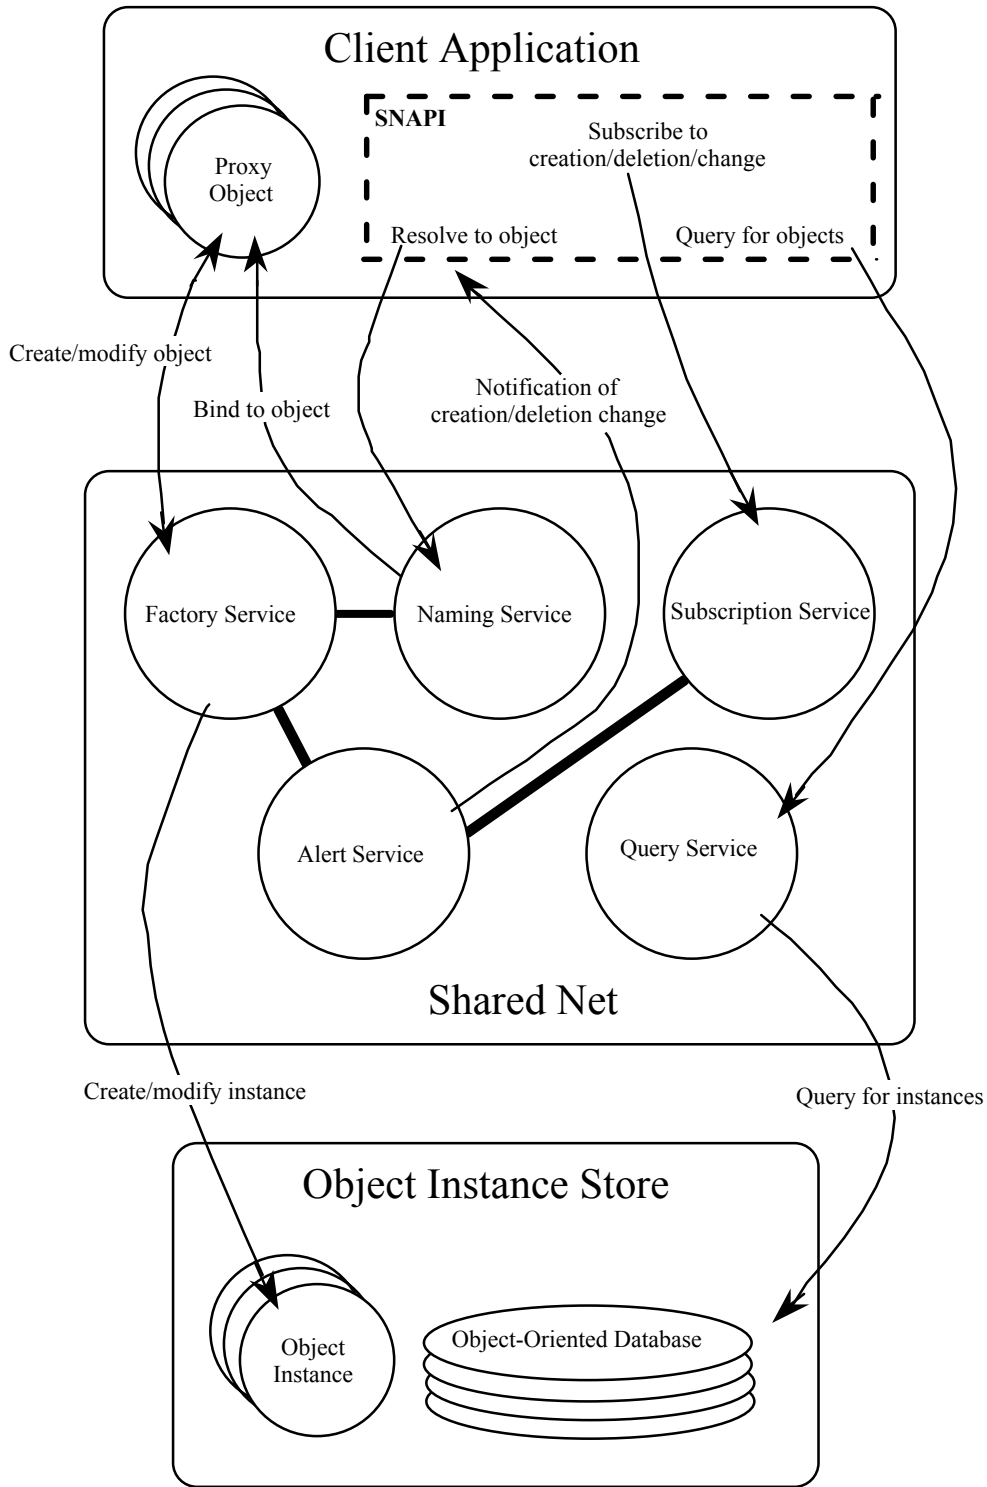 Client Application
SNAPI
Subscribe to
creation/deletion/change
Proxy
Object
Resolve to object
Query for objects
Create/modify object
Notification of
creation/deletion change
Bind to object
Factory Service
Naming Service
Subscription Service
Alert Service
Query Service
Shared Net
Create/modify instance
Query for instances
Object Instance Store
Object
Instance
Object-Oriented Database